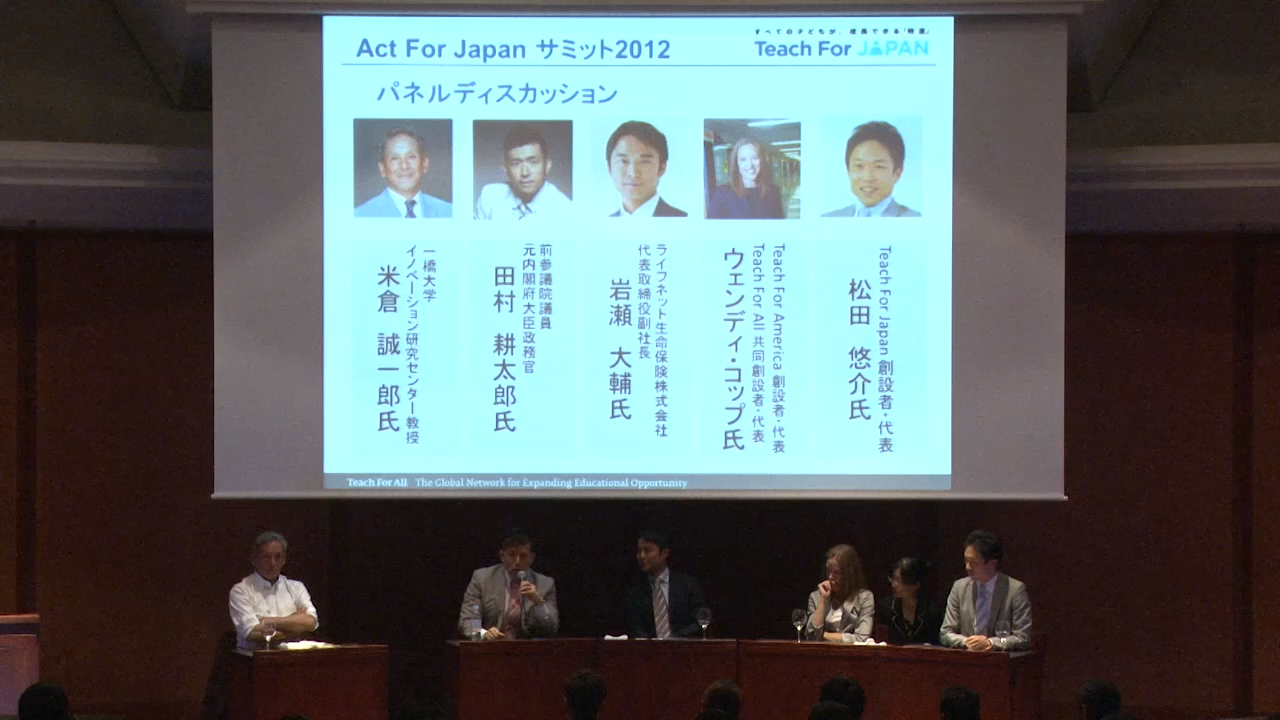 Act For Japan サミット2012
すべての子どもが、成長できる「特選」
Teach For JAPAN
パネルディスカッション
一橋大学
イノベーション研究センター教授
米倉 誠一郎氏
前参議院議員
元内閣府大臣政務官
田村 耕太郎氏
ライフネット生命保険株式会社
代表取締役副社長
岩瀬 大輔氏
Teach For America 創設者・代表
Teach For All 共同創設者・代表
ウェンディ・コップ氏
Teach For Japan 創設者・代表
松田 悠介氏
Teach For All The Global Network for Expanding Educational Opportunity